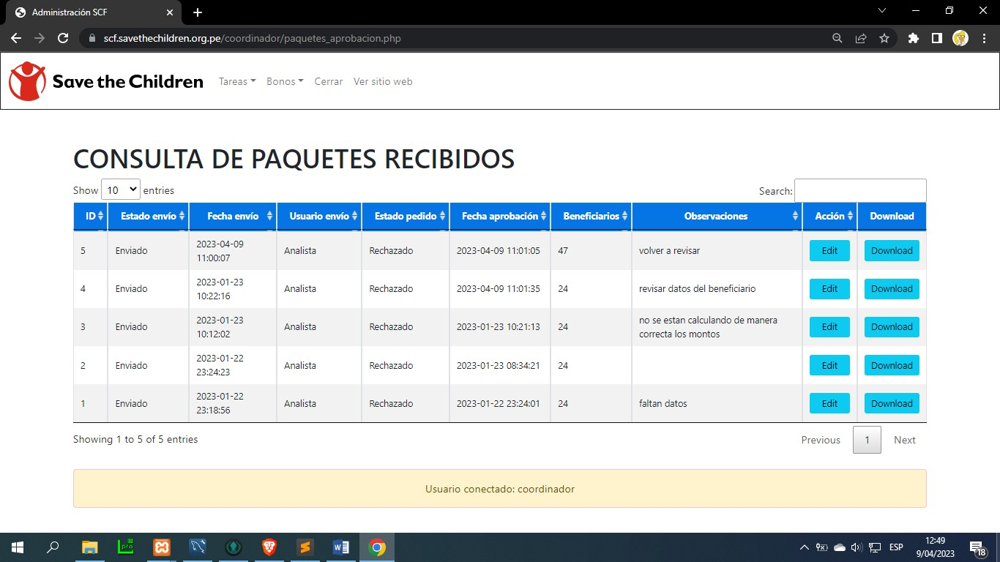 Administración SCF
scf.savethechildren.org.pe/coordinador/paquetes_aprobacion.php
Save the Children
Tareas Bonos Cerrar Ver sitio web
CONSULTA DE PAQUETES RECIBIDOS
Show 10 entries
Search:
ID Estado envío Fecha envío Usuario envío Estado pedido Fecha aprobación Beneficiarios Observaciones Acción Download
5 Enviado 2023-04-09 11:00:07 Analista Rechazado 2023-04-09 11:01:05 47 volver a revisar Edit Download
4 Enviado 2023-01-23 10:22:16 Analista Rechazado 2023-04-09 11:01:35 24 revisar datos del beneficiario Edit Download
3 Enviado 2023-01-23 10:12:02 Analista Rechazado 2023-01-23 10:21:13 24 no se estan calculando de manera correcta los montos Edit Download
2 Enviado 2023-01-22 23:24:23 Analista Rechazado 2023-01-23 08:34:21 24 Edit Download
1 Enviado 2023-01-22 23:18:56 Analista Rechazado 2023-01-22 23:24:01 24 faltan datos Edit Download
Showing 1 to 5 of 5 entries
Previous 1 Next
Usuario conectado: coordinador
ESP
12:49
9/04/2023
18